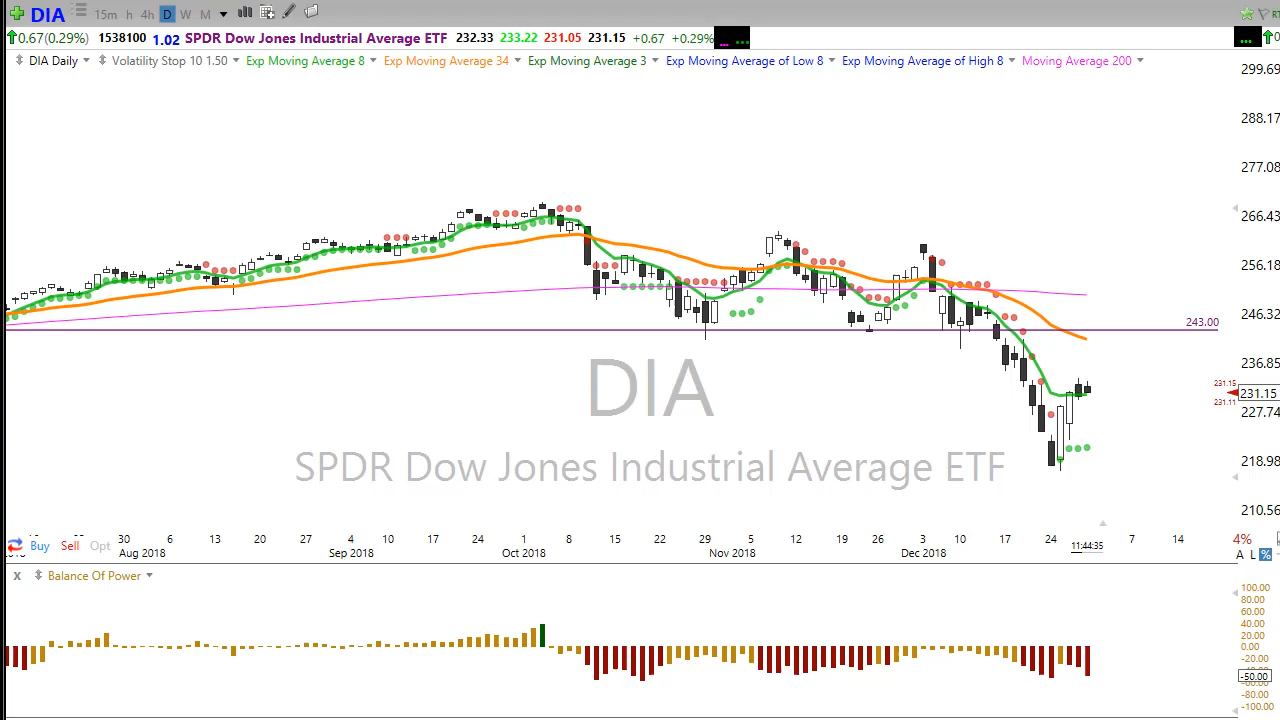 DIA 15m h 4h D W M
0.67(0.29%) 1538100 1.02 SPDR Dow Jones Industrial Average ETF 232.33 233.22 231.05 231.15 +0.67 +0.29%
DIA Daily Volatility Stop 10 1.50 Exp Moving Average 8 Exp Moving Average 34 Exp Moving Average 3 Exp Moving Average of Low 8 Exp Moving Average of High 8 Moving Average 200
299.69
288.17
277.08
266.43
256.18
246.32
243.00
236.85
231.15
231.15
231.11
227.74
218.98
210.56
DIA
SPDR Dow Jones Industrial Average ETF
30 6 13 20 27 4 10 17 24 1 8 15 22 29 5 12 19 26 3 10 17 24 7 14
Buy Sell Opt Aug 2018 Sep 2018 Oct 2018 Nov 2018 Dec 2018 11:44:35
4%
A L %
X Balance Of Power
100.00
80.00
60.00
40.00
20.00
0.00
-20.00
-50.00
-80.00
-100.00